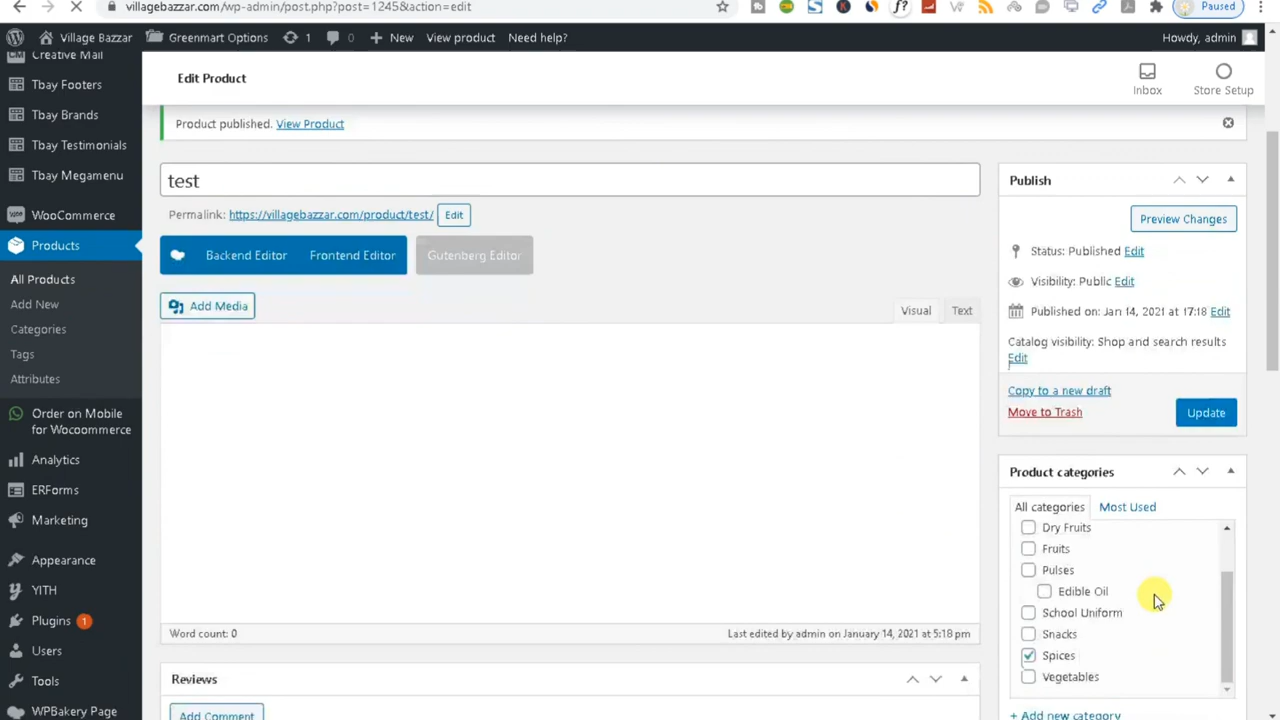 villagebazzar.com/wp-admin/post.php?post=1245&action=edit
Paused
Village Bazzar
Greenmart Options
1
0
New
View product
Need help?
Howdy, admin
Creative Mail
Tbay Footers
Tbay Brands
Tbay Testimonials
Tbay Megamenu
WooCommerce
Products
All Products
Add New
Categories
Tags
Attributes
Order on Mobile
for Wocoommerce
Analytics
ERForms
Marketing
Appearance
YITH
Plugins 1
Users
Tools
WPBakery Page
Edit Product
Inbox
Store Setup
Product published. View Product
test
Permalink: https://villagebazzar.com/product/test/ Edit
Backend Editor
Frontend Editor
Gutenberg Editor
Add Media
Visual
Text
Word count: 0
Last edited by admin on January 14, 2021 at 5:18 pm
Reviews
Add Comment
Publish
Preview Changes
Status: Published Edit
Visibility: Public Edit
Published on: Jan 14, 2021 at 17:18 Edit
Catalog visibility: Shop and search results
Edit
Copy to a new draft
Move to Trash
Update
Product categories
All categories
Most Used
Dry Fruits
Fruits
Pulses
Edible Oil
School Uniform
Snacks
Spices
Vegetables
+ Add new category